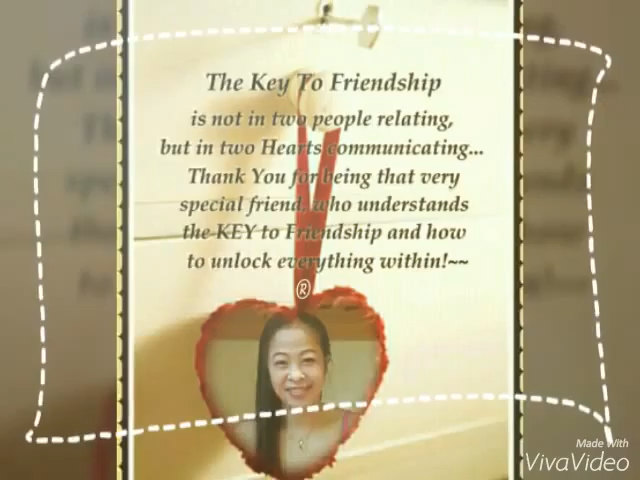 The Key To Friendship
is not in two people relating,
but in two Hearts communicating...
Thank You for being that very
special friend, who understands
the KEY to Friendship and how
to unlock everything within!~~
®
Made With
VivaVideo